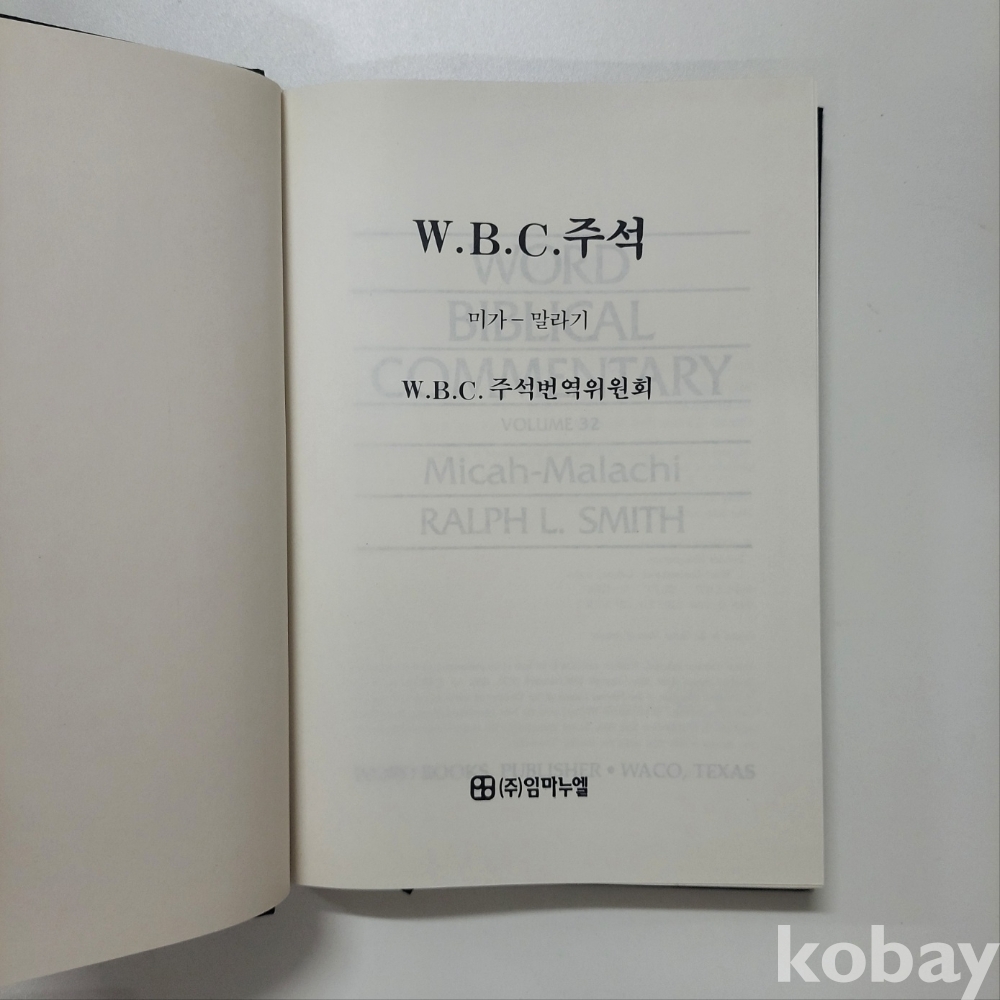 W.B.C.주석
WORD
BIBLICAL
미가 – 말라기
COMMENTARY
W.B.C. 주석번역위원회
VOLUME 32
Micah-Malachi
RALPH L. SMITH
WORD BOOKS, PUBLISHER • WACO, TEXAS
(주)임마누엘
kobay